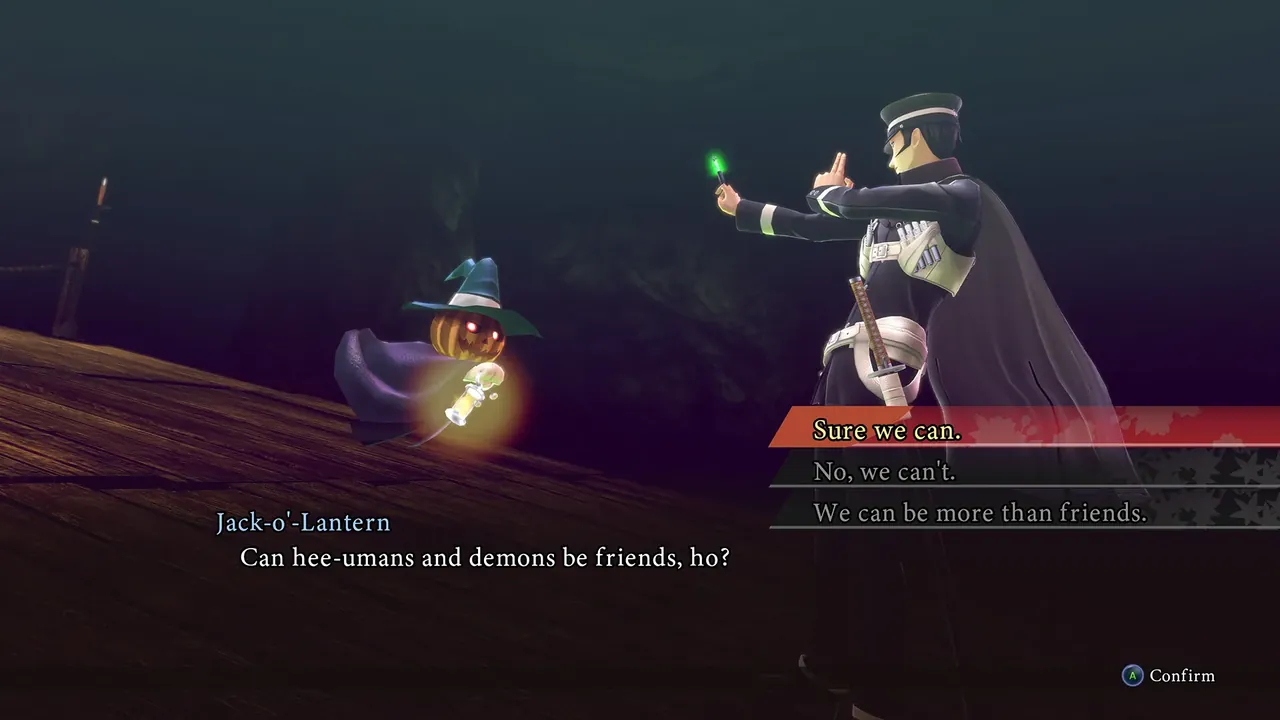 Sure we can.
No, we can't.
We can be more than friends.
Jack-o'-Lantern
Can hee-umans and demons be friends, ho?
A Confirm